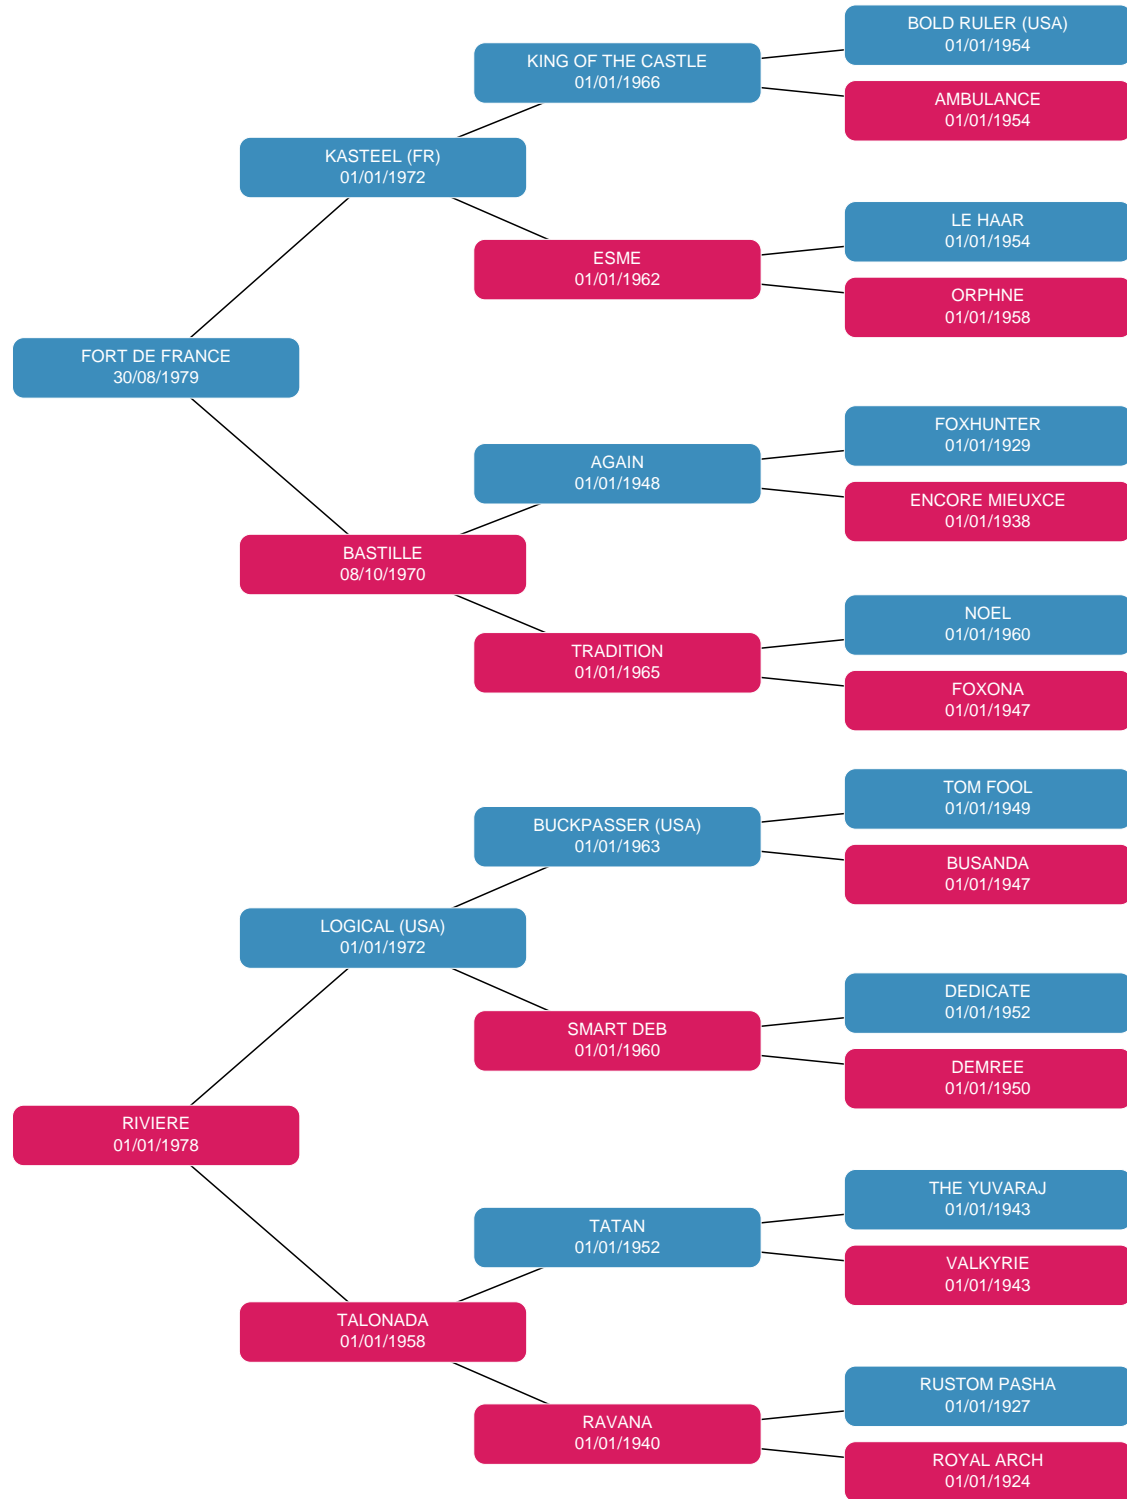 BOLD RULER (USA)
01/01/1954
KING OF THE CASTLE
01/01/1966
AMBULANCE
01/01/1954
KASTEEL (FR)
01/01/1972
LE HAAR
01/01/1954
ESME
01/01/1962
ORPHNE
01/01/1958
FORT DE FRANCE
30/08/1979
FOXHUNTER
01/01/1929
AGAIN
01/01/1948
ENCORE MIEUXCE
01/01/1938
BASTILLE
08/10/1970
NOEL
01/01/1960
TRADITION
01/01/1965
FOXONA
01/01/1947
TOM FOOL
01/01/1949
BUCKPASSER (USA)
01/01/1963
BUSANDA
01/01/1947
LOGICAL (USA)
01/01/1972
DEDICATE
01/01/1952
SMART DEB
01/01/1960
DEMREE
01/01/1950
RIVIERE
01/01/1978
THE YUVARAJ
01/01/1943
TATAN
01/01/1952
VALKYRIE
01/01/1943
TALONADA
01/01/1958
RUSTOM PASHA
01/01/1927
RAVANA
01/01/1940
ROYAL ARCH
01/01/1924